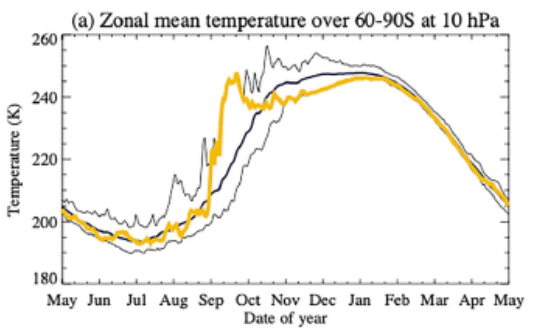 (a) Zonal mean temperature over 60-90S at 10 hPa
260
240
220
200
180
Temperature (K)
May Jun Jul Aug Sep Oct Nov Dec Jan Feb Mar Apr May
Date of year